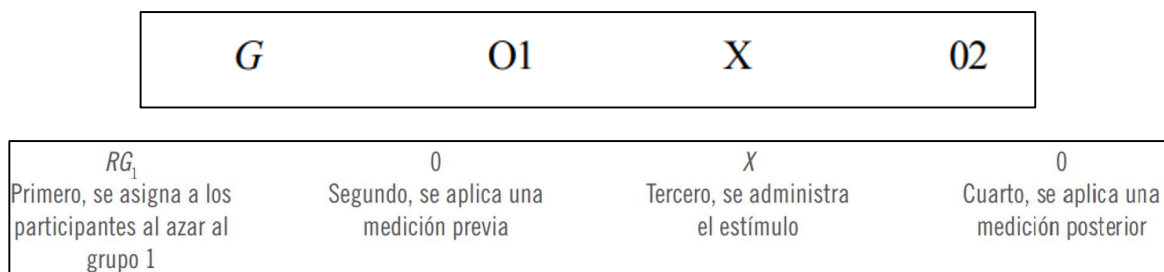 G O1 X 02
RG₁ 0 X 0
Primero, se asigna a los Segundo, se aplica una Tercero, se administra Cuarto, se aplica una
participantes al azar al medición previa el estímulo medición posterior
grupo 1